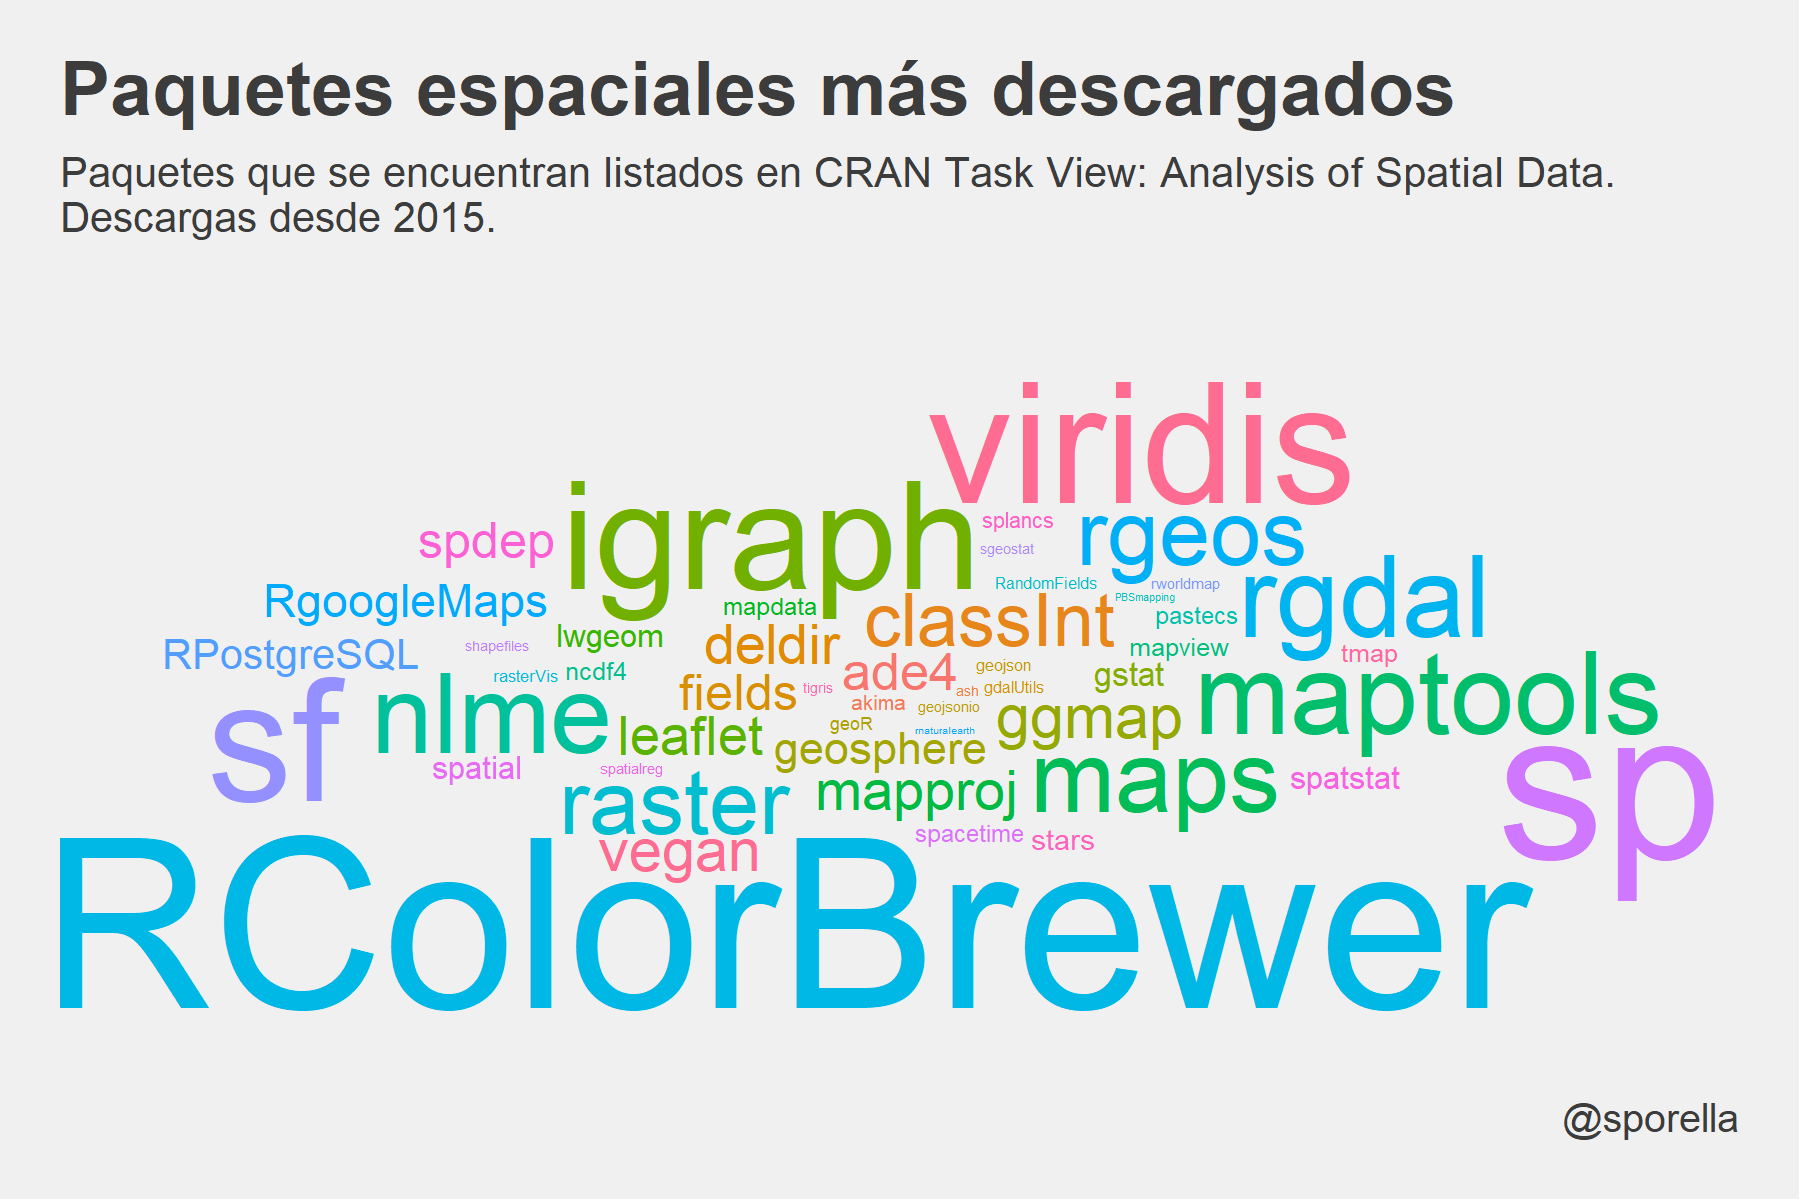 Paquetes espaciales más descargados
Paquetes que se encuentran listados en CRAN Task View: Analysis of Spatial Data.
Descargas desde 2015.
viridis
igraph
splancs
rgeos
spdep
sgeostat
rgdal
RgoogleMaps
RandomFields
rworldmap
PBSmapping
mapdata
classInt
pastecs
RPostgreSQL
shapefiles
lwgeom
deldir
mapview
tmap
rasterVis
ncdf4
ade4
geojson
gstat
maptools
sf
nlme
fields
tigris
akima
ash
gdalUtils
geojsonio
ggmap
leaflet
geoR
rnaturalearth
geosphere
spatial
spatialreg
raster
mapproj
maps
spatstat
sp
vegan
spacetime
stars
RColorBrewer
@sporella